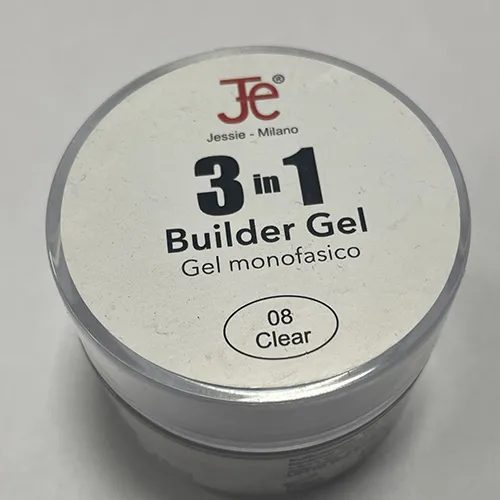 Je®
Jessie - Milano
3 in 1
Builder Gel
Gel monofasico
08
Clear